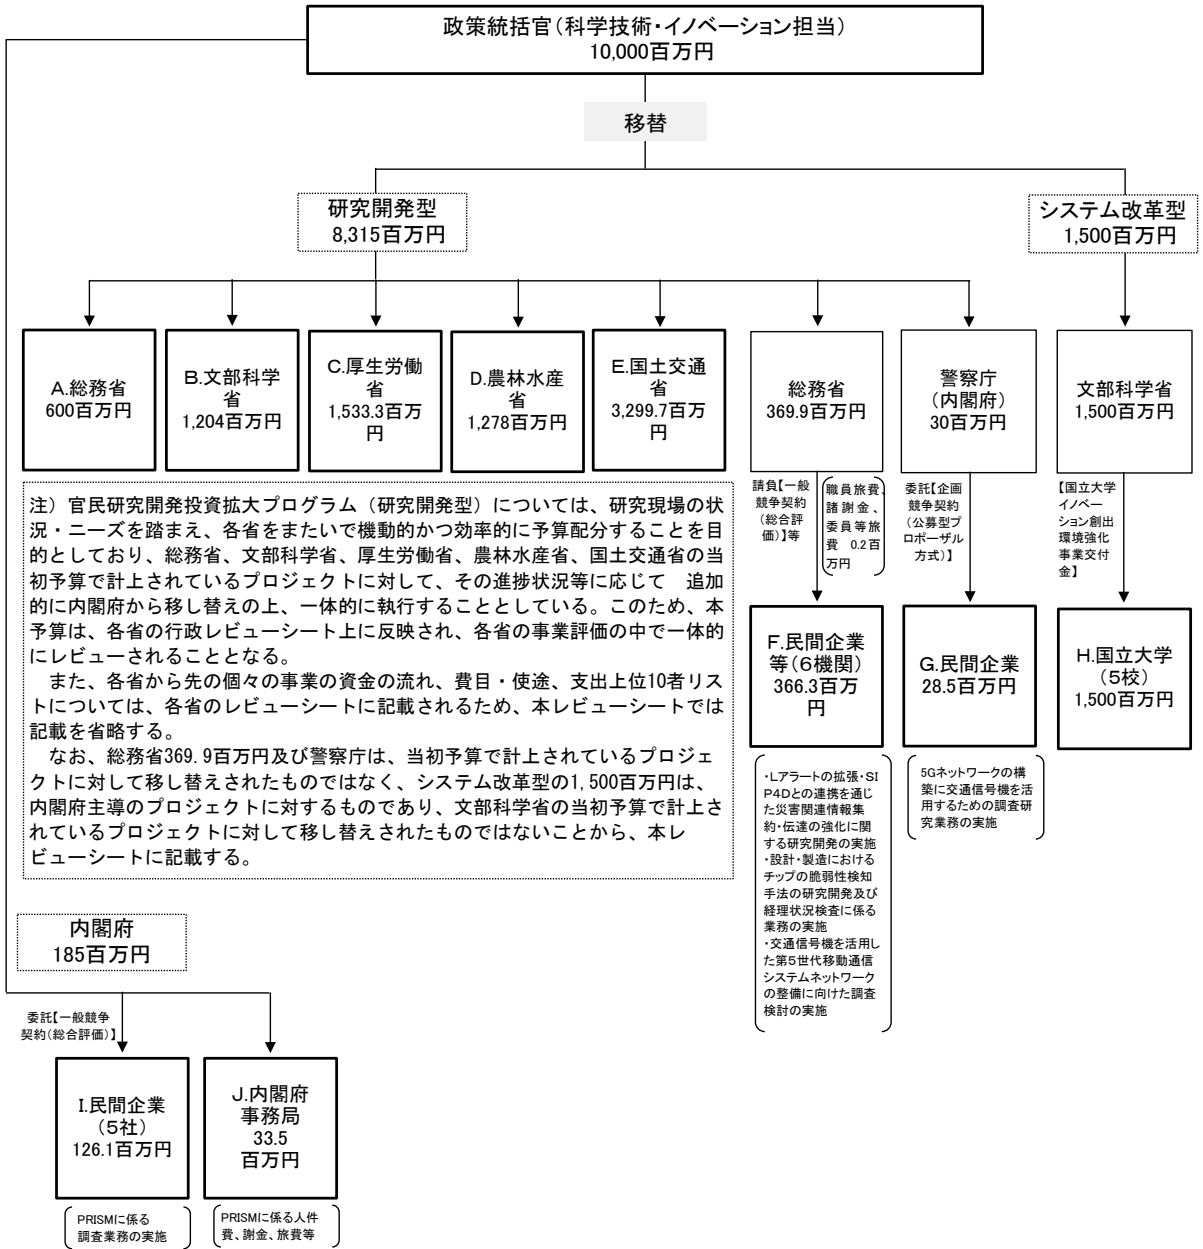 政策統括官(科学技術・イノベーション担当)
10,000百万円
移替
研究開発型
8,315百万円
システム改革型
1,500百万円
A.総務省
600百万円
B.文部科学
省
1,204百万円
C.厚生労働
省
1,533.3百万
円
D.農林水産
省
1,278百万円
E.国土交通
省
3,299.7百万
円
総務省
369.9百万円
警察庁
(内閣府)
30百万円
文部科学省
1,500百万円
注) 官民研究開発投資拡大プログラム(研究開発型)については、研究現場の状
況・ニーズを踏まえ、各省をまたいで機動的かつ効率的に予算配分することを目
的としており、総務省、文部科学省、厚生労働省、農林水産省、国土交通省の当
初予算で計上されているプロジェクトに対して、その進捗状況等に応じて 追加
的に内閣府から移し替えの上、一体的に執行することとしている。このため、本
予算は、各省の行政レビューシート上に反映され、各省の事業評価の中で一体的
にレビューされることとなる。
また、各省から先の個々の事業の資金の流れ、費目・使途、支出上位10者リ
ストについては、各省のレビューシートに記載されるため、本レビューシートでは
記載を省略する。
なお、総務省369.9百万円及び警察庁は、当初予算で計上されているプロジェ
クトに対して移し替えされたものではなく、システム改革型の1,500百万円は、
内閣府主導のプロジェクトに対するものであり、文部科学省の当初予算で計上さ
れているプロジェクトに対して移し替えされたものではないことから、本レ
ビューシートに記載する。
請負【一般
競争契約
(総合評
価)】等
職員旅費、
諸謝金、
委員等旅
費 0.2百
万円
委託【企画
競争契約
(公募型プ
ロポーザル
方式)】
【国立大学
イノベー
ション創出
環境強化
事業交付
金】
F.民間企業
等(6機関)
366.3百万
円
G.民間企業
28.5百万円
H.国立大学
(5校)
1,500百万円
・Lアラートの拡張・SI
P4Dとの連携を通じ
た災害関連情報集
約・伝達の強化に関
する研究開発の実施
・設計・製造における
チップの脆弱性検知
手法の研究開発及び
経理状況検査に係る
業務の実施
・交通信号機を活用し
た第5世代移動通信
システムネットワーク
の整備に向けた調査
検討の実施
5Gネットワークの構
築に交通信号機を活
用するための調査研
究業務の実施
内閣府
185百万円
委託【一般競争
契約(総合評価)】
I.民間企業
(5社)
126.1百万円
J.内閣府
事務局
33.5
百万円
PRISMに係る
調査業務の実施
PRISMに係る人件
費、謝金、旅費等